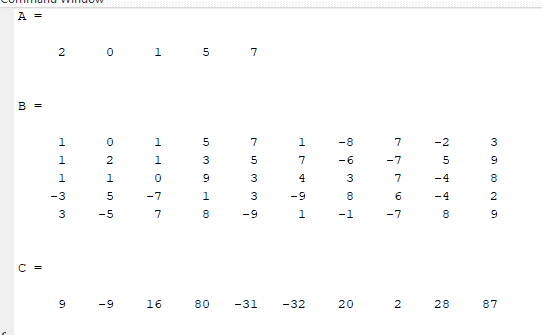 Command Window
A =
2 0 1 5 7
B =
1 0 1 5 7 1 -8 7 -2 3
1 2 1 3 5 7 -6 -7 5 9
1 1 0 9 3 4 3 7 -4 8
-3 5 -7 1 3 -9 8 6 -4 2
3 -5 7 8 -9 1 -1 -7 8 9
C =
9 -9 16 80 -31 -32 20 2 28 87